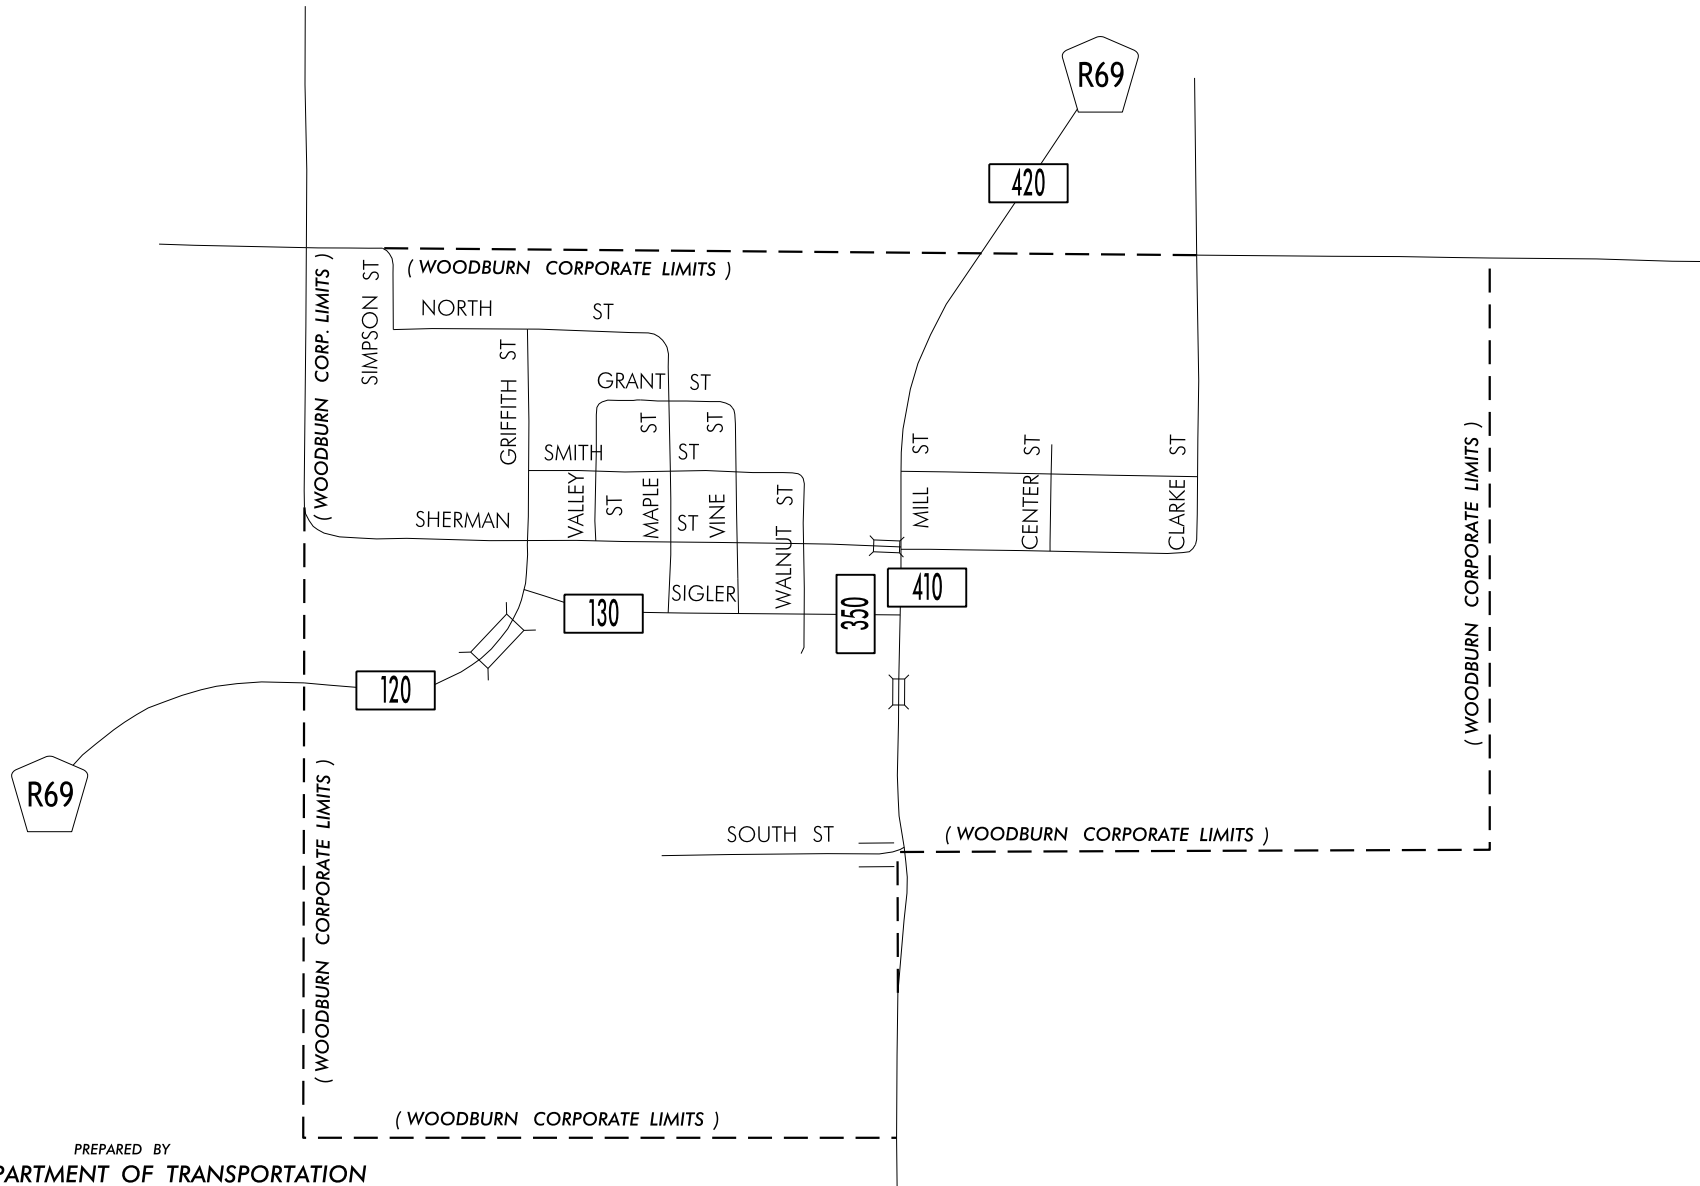 R69
420
( WOODBURN CORPORATE LIMITS )
( WOODBURN CORP. LIMITS )
SIMPSON ST
NORTH ST
GRIFFITH ST
GRANT ST
SMITH ST
VALLEY ST
MAPLE ST
VINE ST
WALNUT ST
SHERMAN ST
MILL ST
CENTER ST
CLARKE ST
( WOODBURN CORPORATE LIMITS )
SIGLER
130
350
410
120
R69
SOUTH ST
( WOODBURN CORPORATE LIMITS )
( WOODBURN CORPORATE LIMITS )
( WOODBURN CORPORATE LIMITS )
PREPARED BY
PARTMENT OF TRANSPORTATION